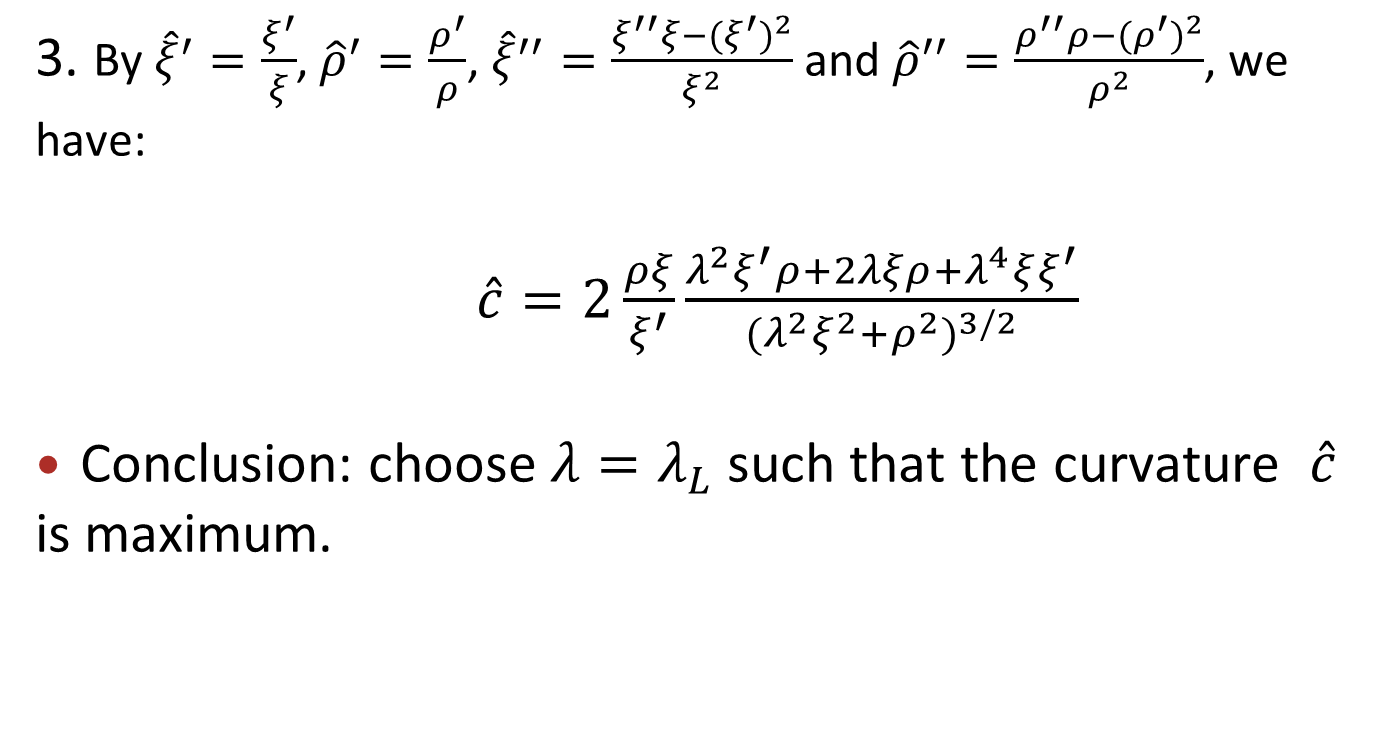 3. By ξ̂′ = ξ′/ξ, ρ̂′ = ρ′/ρ, ξ̂′′ = (ξ′′ξ−(ξ′)²)/ξ² and ρ̂′′ = (ρ′′ρ−(ρ′)²)/ρ², we
have:
ĉ = 2 (ρξ/ξ′) (λ²ξ′ρ+2λξρ+λ⁴ξξ′)/(λ²ξ²+ρ²)^{3/2}
• Conclusion: choose λ = λ_L such that the curvature ĉ
is maximum.